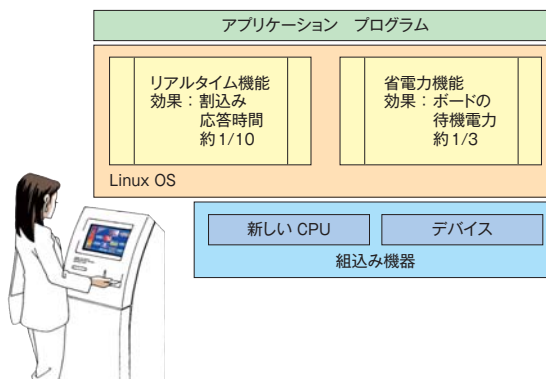 アプリケーション　プログラム
リアルタイム機能
効果：割込み
応答時間
約1/10
省電力機能
効果：ボードの
待機電力
約1/3
Linux OS
新しい CPU
デバイス
組込み機器